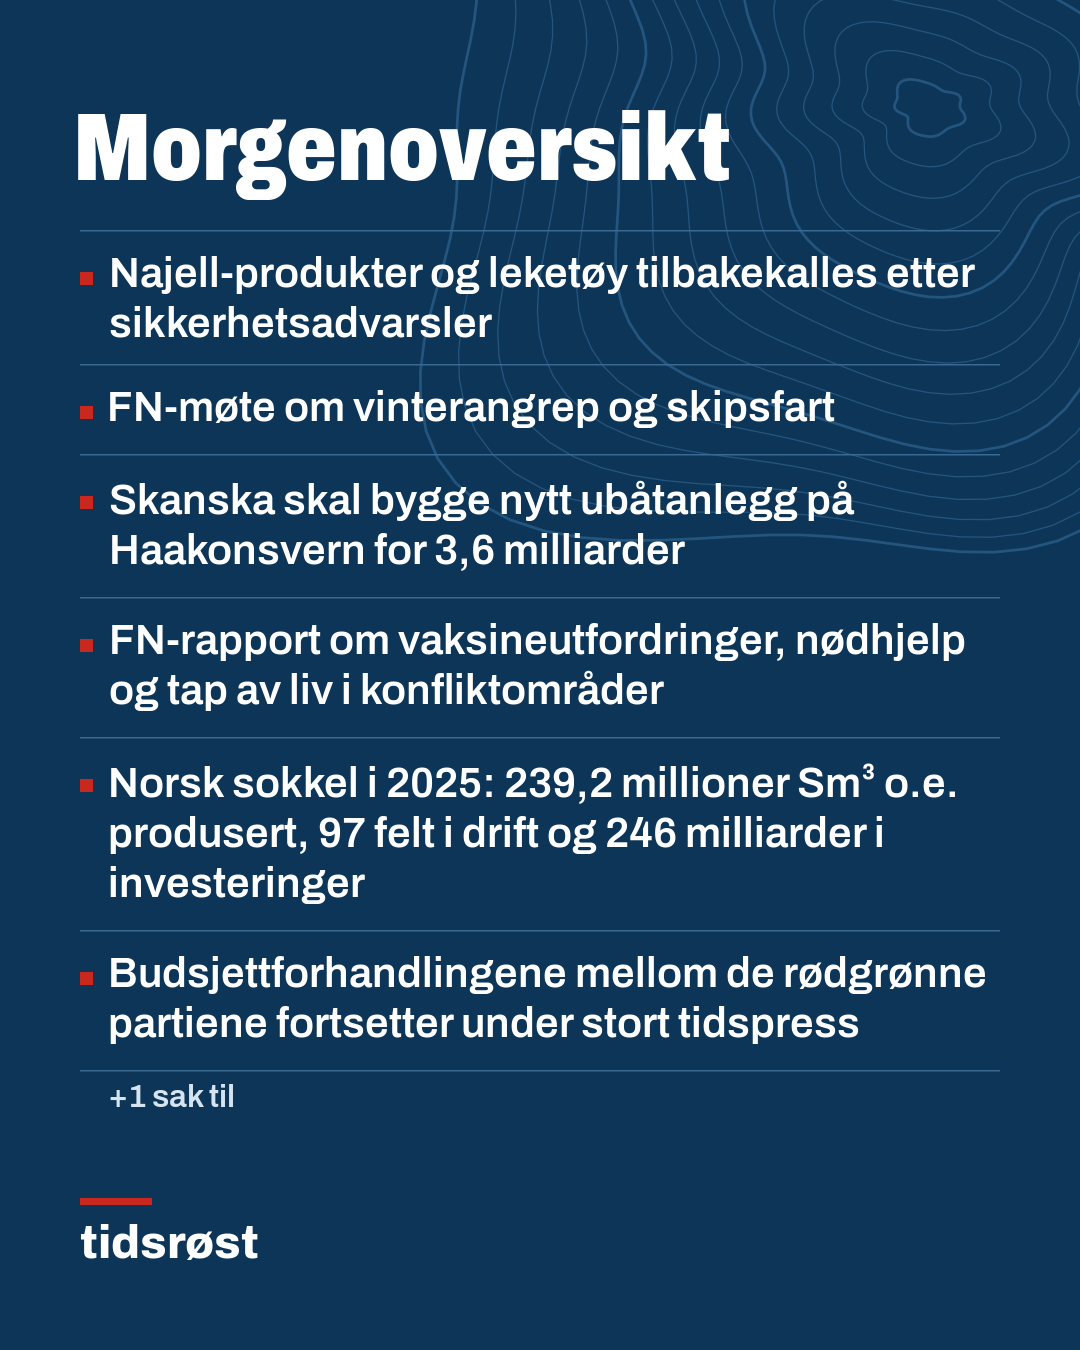 Morgenoversikt
Najell-produkter og leketøy tilbakekalles etter
sikkerhetsadvarsler
FN-møte om vinterangrep og skipsfart
Skanska skal bygge nytt ubåtanlegg på
Haakonsvern for 3,6 milliarder
FN-rapport om vaksineutfordringer, nødhjelp
og tap av liv i konfliktområder
Norsk sokkel i 2025: 239,2 millioner Sm³ o.e.
produsert, 97 felt i drift og 246 milliarder i
investeringer
Budsjettforhandlingene mellom de rødgrønne
partiene fortsetter under stort tidspress
+1 sak til
tidsrøst